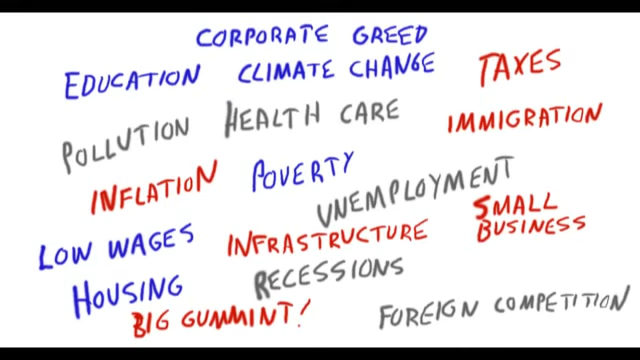 CORPORATE GREED
EDUCATION CLIMATE CHANGE TAXES
POLLUTION HEALTH CARE IMMIGRATION
INFLATION POVERTY
UNEMPLOYMENT
LOW WAGES INFRASTRUCTURE SMALL
BUSINESS
HOUSING RECESSIONS
BIG GUMMINT! FOREIGN COMPETITION